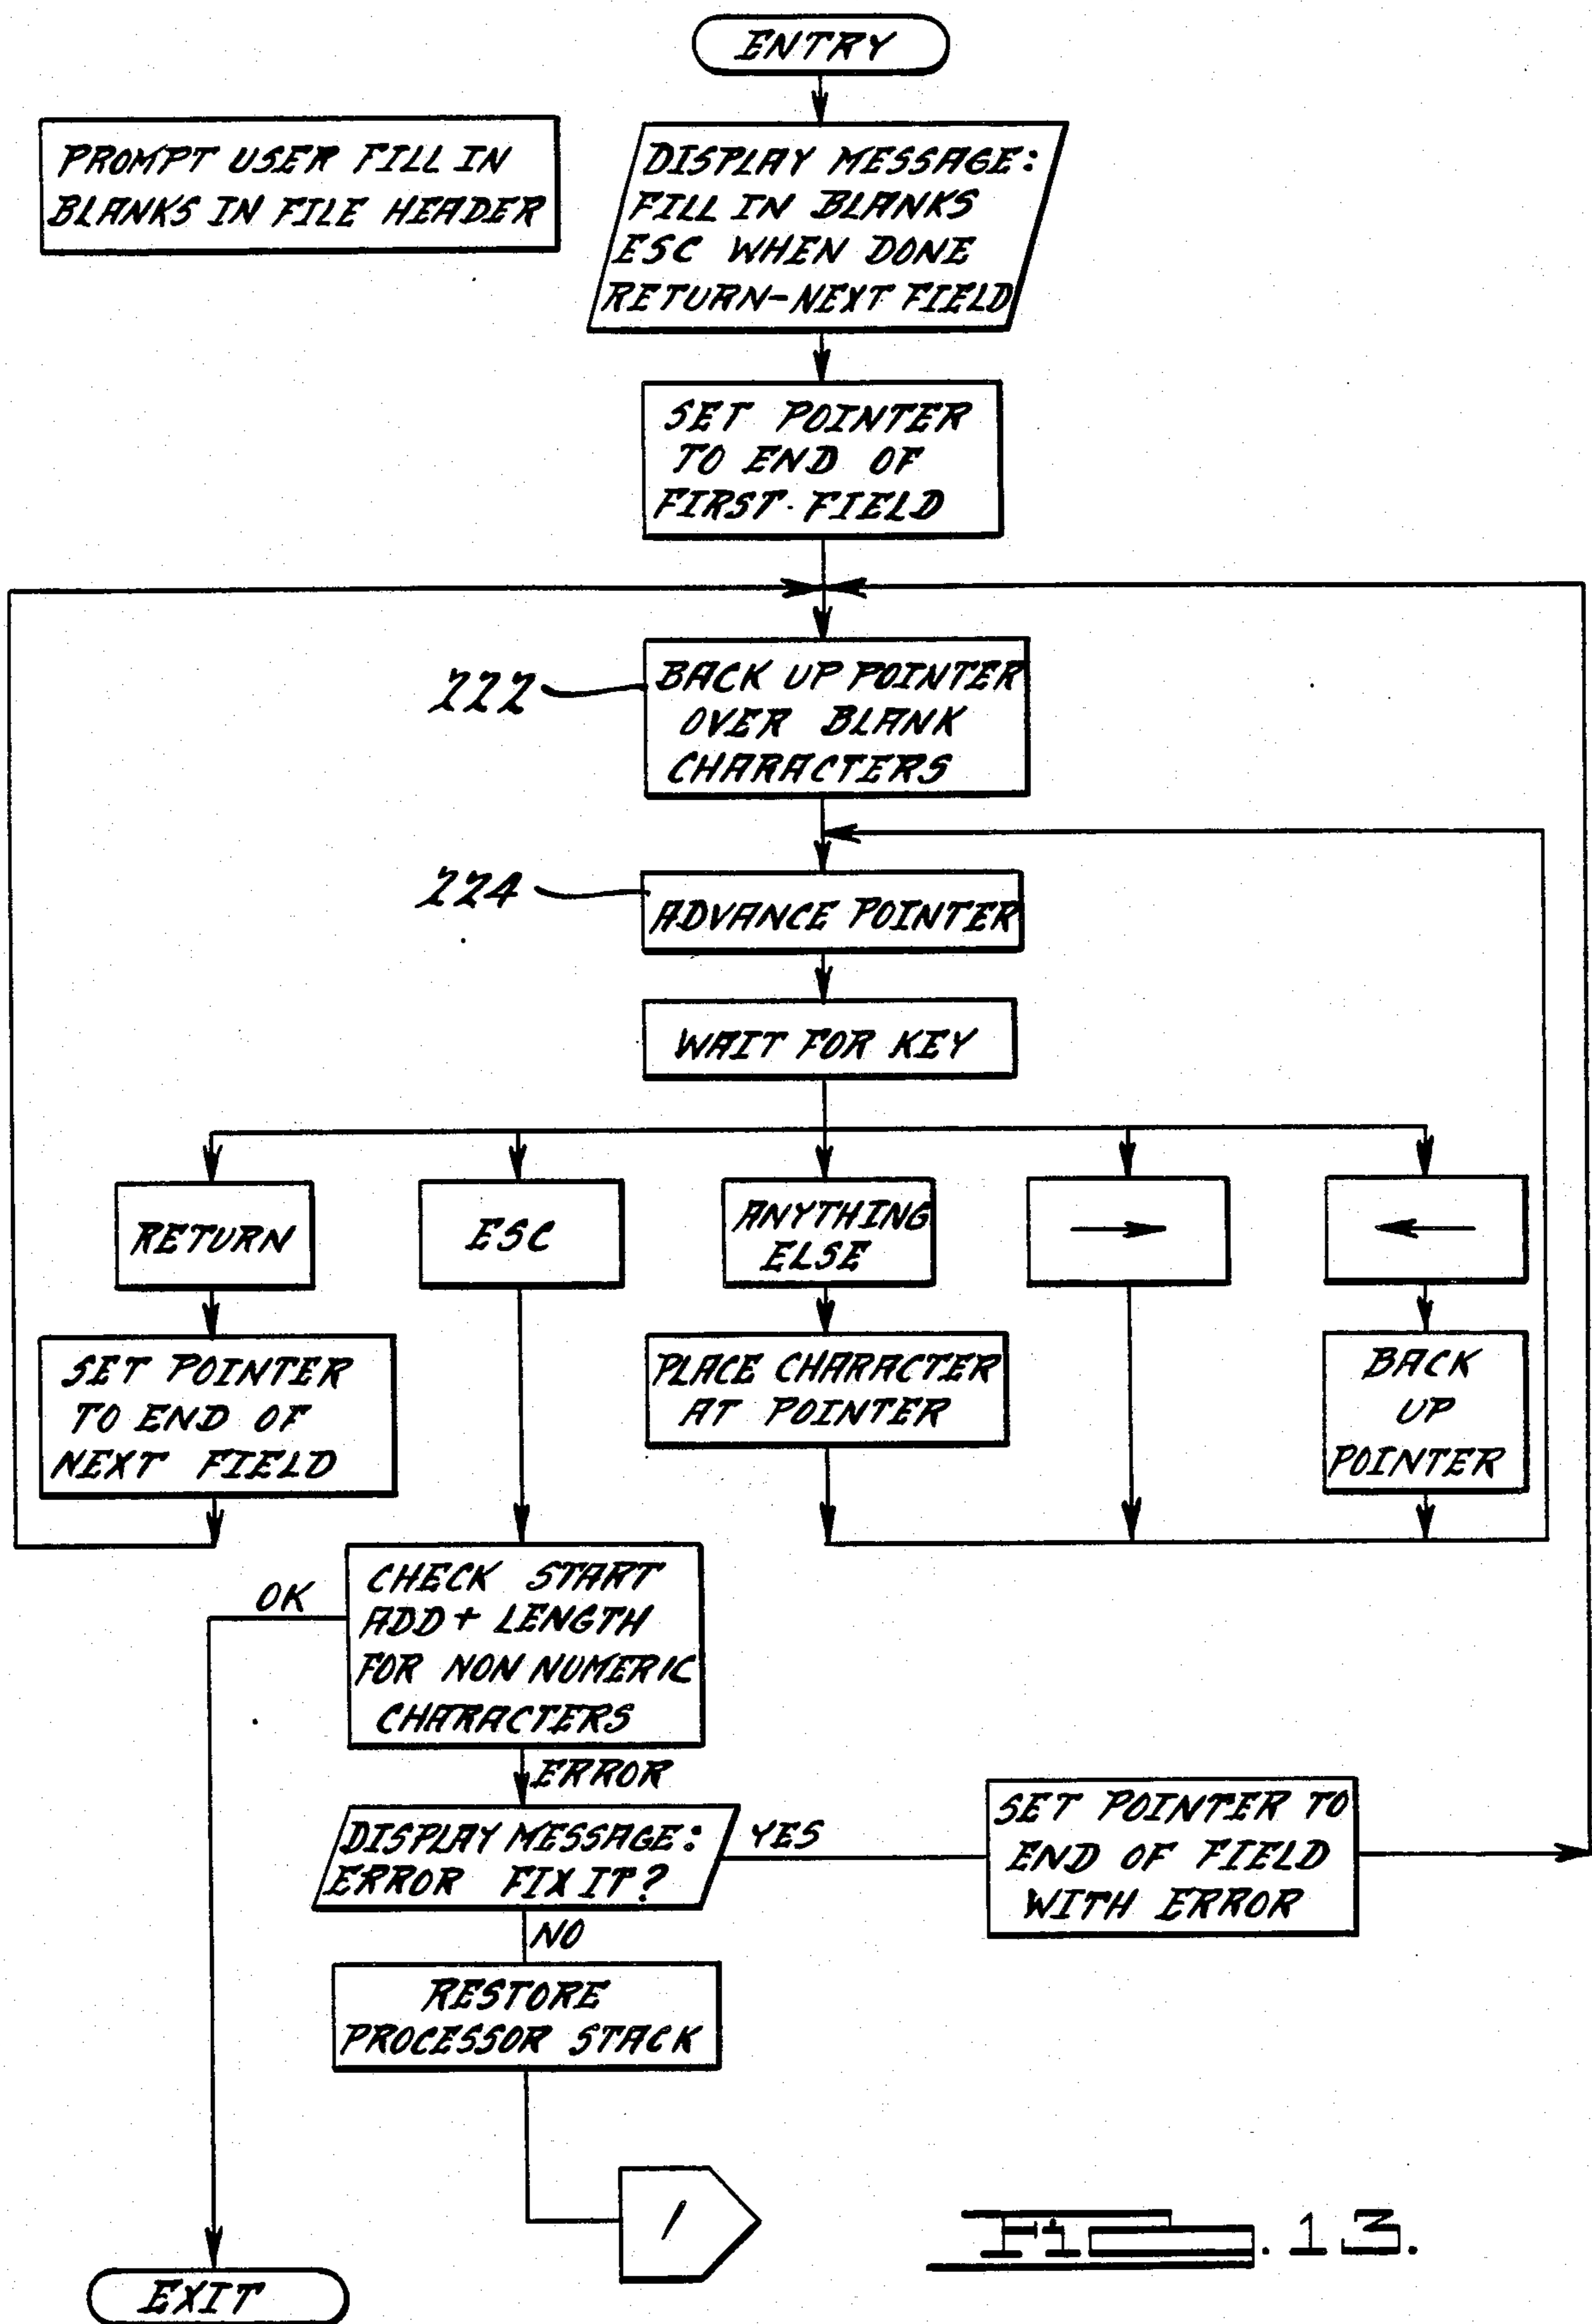 ENTRY
PROMPT USER FILL IN
BLANKS IN FILE HEADER
DISPLAY MESSAGE:
FILL IN BLANKS
ESC WHEN DONE
RETURN-NEXT FIELD
SET POINTER
TO END OF
FIRST FIELD
222
BACK UP POINTER
OVER BLANK
CHARACTERS
224
ADVANCE POINTER
WAIT FOR KEY
RETURN
ESC
ANYTHING
ELSE
→
←
SET POINTER
TO END OF
NEXT FIELD
PLACE CHARACTER
AT POINTER
BACK
UP
POINTER
OK
CHECK START
ADD + LENGTH
FOR NON NUMERIC
CHARACTERS
ERROR
DISPLAY MESSAGE:
ERROR FIX IT?
YES
SET POINTER TO
END OF FIELD
WITH ERROR
NO
RESTORE
PROCESSOR STACK
1
EXIT
Fig. 13.